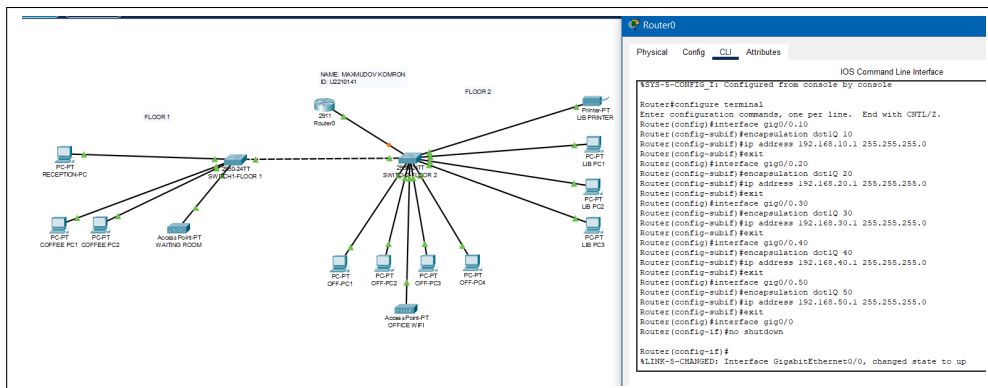 Router0
Physical Config CLI Attributes
IOS Command Line Interface
%SYS-5-CONFIG_I: Configured from console by console
Router#configure terminal
Enter configuration commands, one per line. End with CNTL/Z.
Router(config)#interface gig0/0.10
Router(config-subif)#encapsulation dot1Q 10
Router(config-subif)#ip address 192.168.10.1 255.255.255.0
Router(config-subif)#exit
Router(config)#interface gig0/0.20
Router(config-subif)#encapsulation dot1Q 20
Router(config-subif)#ip address 192.168.20.1 255.255.255.0
Router(config-subif)#exit
Router(config)#interface gig0/0.30
Router(config-subif)#encapsulation dot1Q 30
Router(config-subif)#ip address 192.168.30.1 255.255.255.0
Router(config-subif)#exit
Router(config)#interface gig0/0.40
Router(config-subif)#encapsulation dot1Q 40
Router(config-subif)#ip address 192.168.40.1 255.255.255.0
Router(config-subif)#exit
Router(config)#interface gig0/0.50
Router(config-subif)#encapsulation dot1Q 50
Router(config-subif)#ip address 192.168.50.1 255.255.255.0
Router(config-subif)#exit
Router(config)#interface gig0/0
Router(config-if)#no shutdown
Router(config-if)#
%LINK-5-CHANGED: Interface GigabitEthernet0/0, changed state to up
NAME: MAXMUDOV KOMRON
ID: U2210141
FLOOR 1
FLOOR 2
2911
Router0
PC-PT
RECEPTION-PC
SWITCH1-FLOOR 1
PC-PT
COFFEE PC1
PC-PT
COFFEE PC2
Access Point-PT
WAITING ROOM
Printer-PT
LIB PRINTER
PC-PT
LIB PC1
PC-PT
LIB PC2
PC-PT
LIB PC3
PC-PT
OFF-PC1
PC-PT
OFF-PC2
PC-PT
OFF-PC3
PC-PT
OFF-PC4
Access Point-PT
OFFICE WIFI